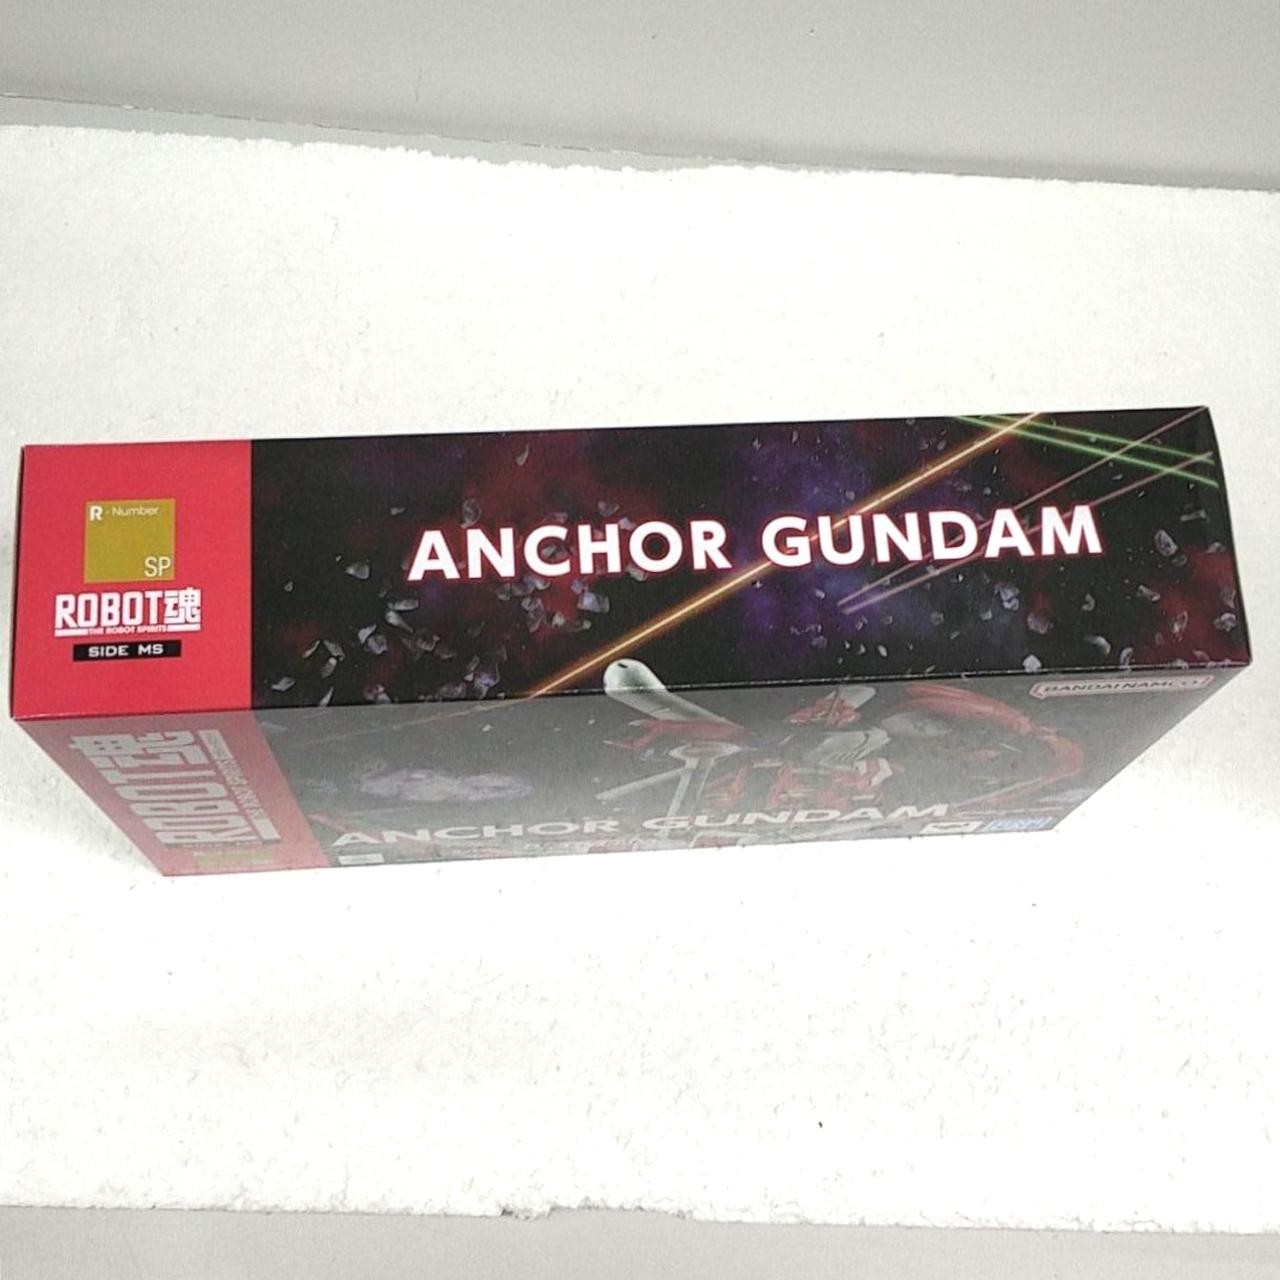 R - Number
SP
ROBOT魂
THE ROBOT SPIRITS
SIDE MS
ANCHOR GUNDAM
BANDAI NAMCO
ROBOT魂
ANCHOR GUNDAM